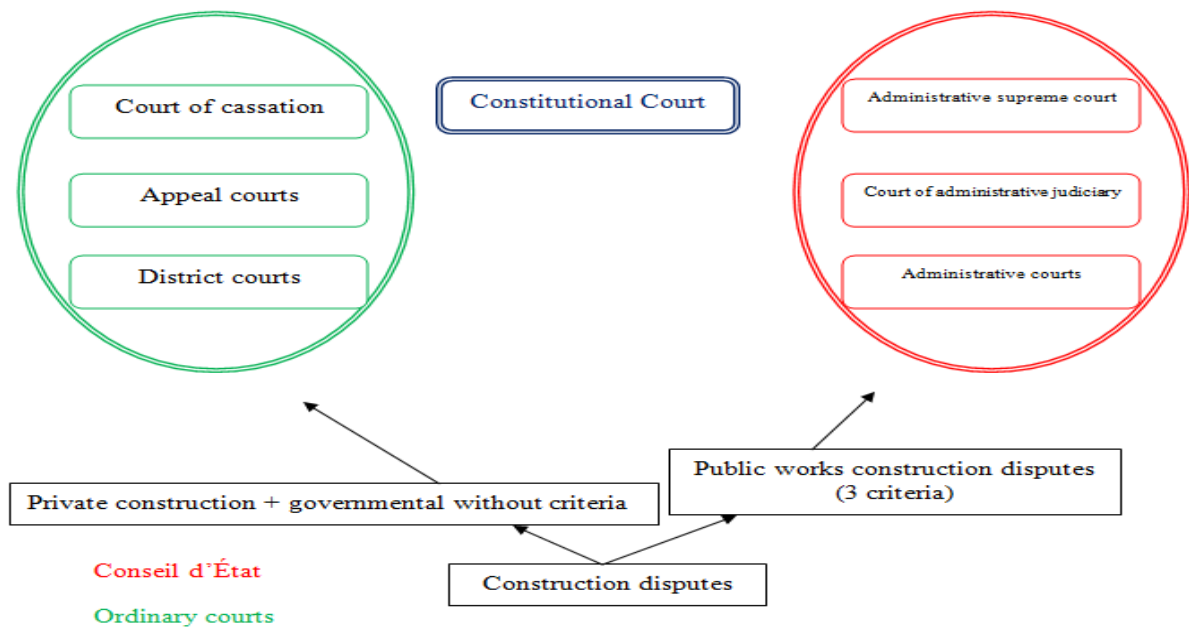 Court of cassation
Appeal courts
District courts
Constitutional Court
Administrative supreme court
Court of administrative judiciary
Administrative courts
Private construction + governmental without criteria
Public works construction disputes
(3 criteria)
Construction disputes
Conseil d'État
Ordinary courts